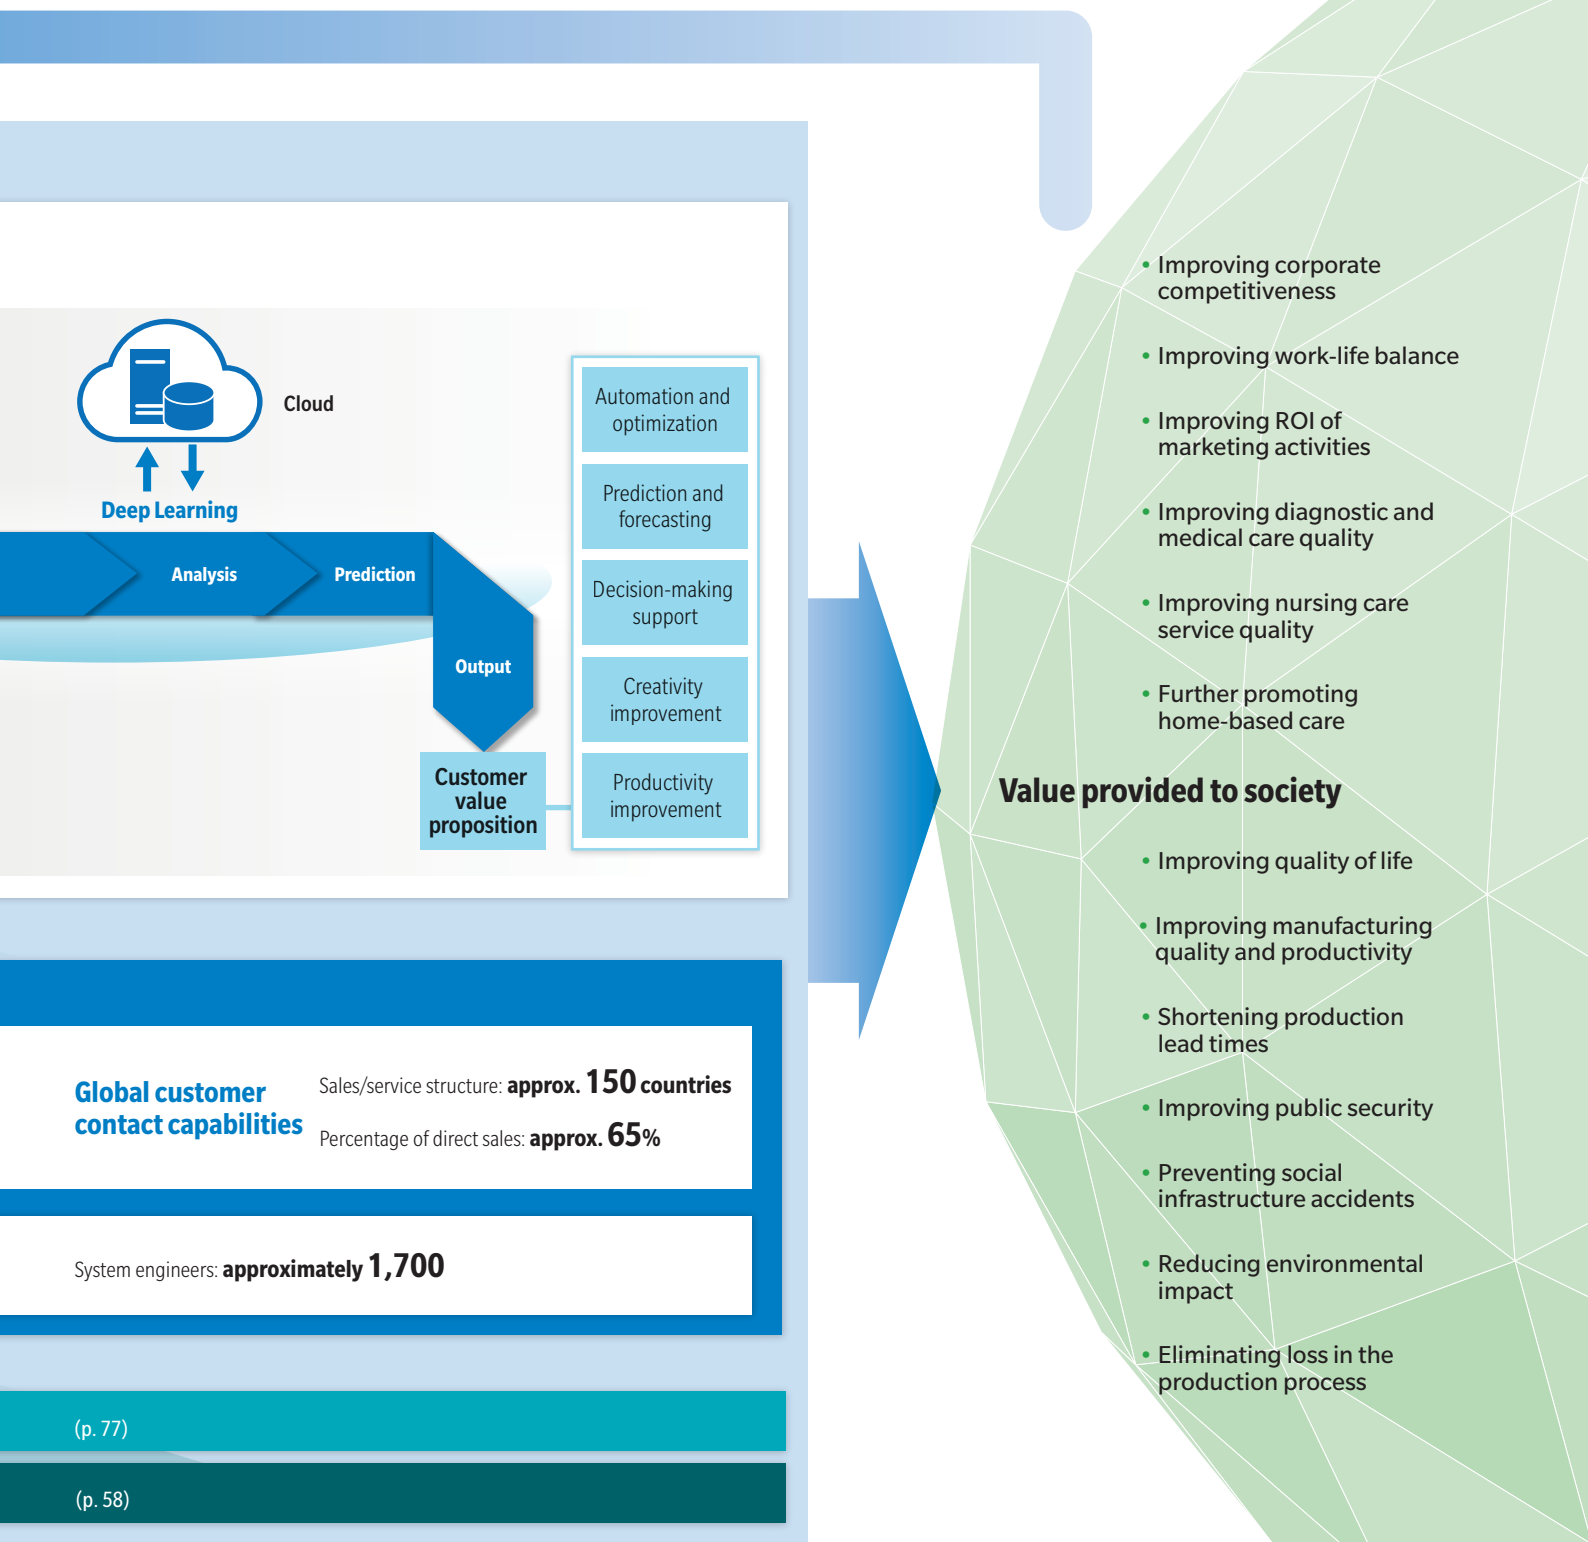 Cloud
Deep Learning
Analysis
Prediction
Output
Customer
value
proposition
Automation and
optimization
Prediction and
forecasting
Decision-making
support
Creativity
improvement
Productivity
improvement
Global customer
contact capabilities
Sales/service structure: approx. 150 countries
Percentage of direct sales: approx. 65%
System engineers: approximately 1,700
(p. 77)
(p. 58)
• Improving corporate
competitiveness
• Improving work-life balance
• Improving ROI of
marketing activities
• Improving diagnostic and
medical care quality
• Improving nursing care
service quality
• Further promoting
home-based care
Value provided to society
• Improving quality of life
• Improving manufacturing
quality and productivity
• Shortening production
lead times
• Improving public security
• Preventing social
infrastructure accidents
• Reducing environmental
impact
• Eliminating loss in the
production process